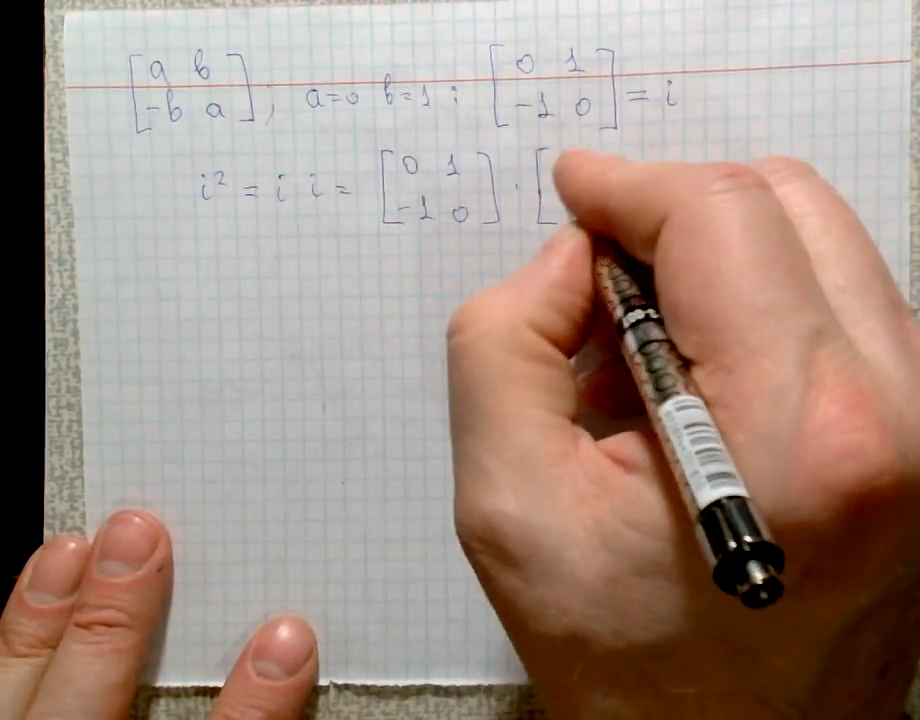 [a b
-b a]; a=0 b=1 : [0 1
-1 0] = i
i² = i i = [0 1
-1 0] · [